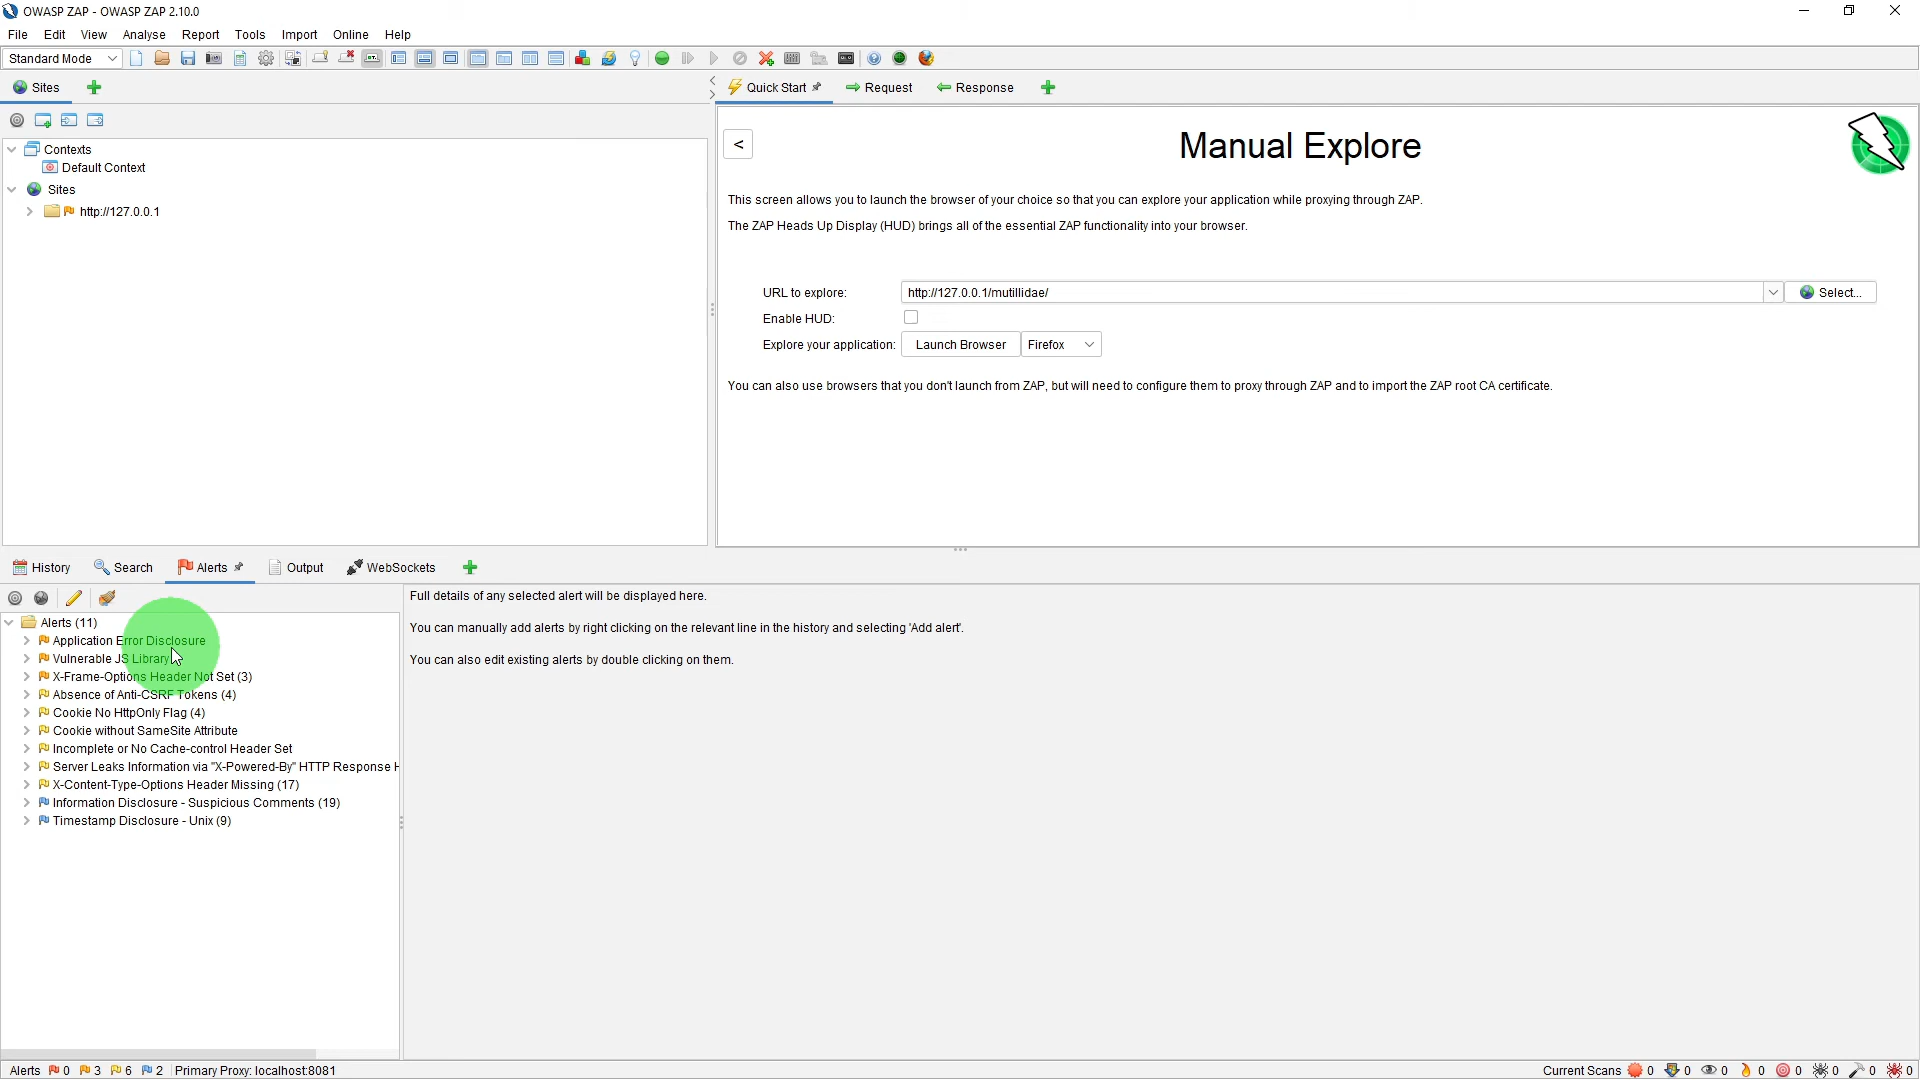 OWASP ZAP - OWASP ZAP 2.10.0
File Edit View Analyse Report Tools Import Online Help
Standard Mode
Sites
Quick Start Request Response
Contexts
Default Context
Sites
http://127.0.0.1
<
Manual Explore
This screen allows you to launch the browser of your choice so that you can explore your application while proxying through ZAP.
The ZAP Heads Up Display (HUD) brings all of the essential ZAP functionality into your browser.
URL to explore: http://127.0.0.1/mutillidae/ Select...
Enable HUD:
Explore your application: Launch Browser Firefox
You can also use browsers that you don't launch from ZAP, but will need to configure them to proxy through ZAP and to import the ZAP root CA certificate.
History Search Alerts Output WebSockets
Alerts (11)
Application Error Disclosure
Vulnerable JS Library
X-Frame-Options Header Not Set (3)
Absence of Anti-CSRF Tokens (4)
Cookie No HttpOnly Flag (4)
Cookie without SameSite Attribute
Incomplete or No Cache-control Header Set
Server Leaks Information via "X-Powered-By" HTTP Response H
X-Content-Type-Options Header Missing (17)
Information Disclosure - Suspicious Comments (19)
Timestamp Disclosure - Unix (9)
Full details of any selected alert will be displayed here.
You can manually add alerts by right clicking on the relevant line in the history and selecting 'Add alert'.
You can also edit existing alerts by double clicking on them.
Alerts 0 3 6 2 Primary Proxy: localhost:8081
Current Scans 0 0 0 0 0 0 0 0